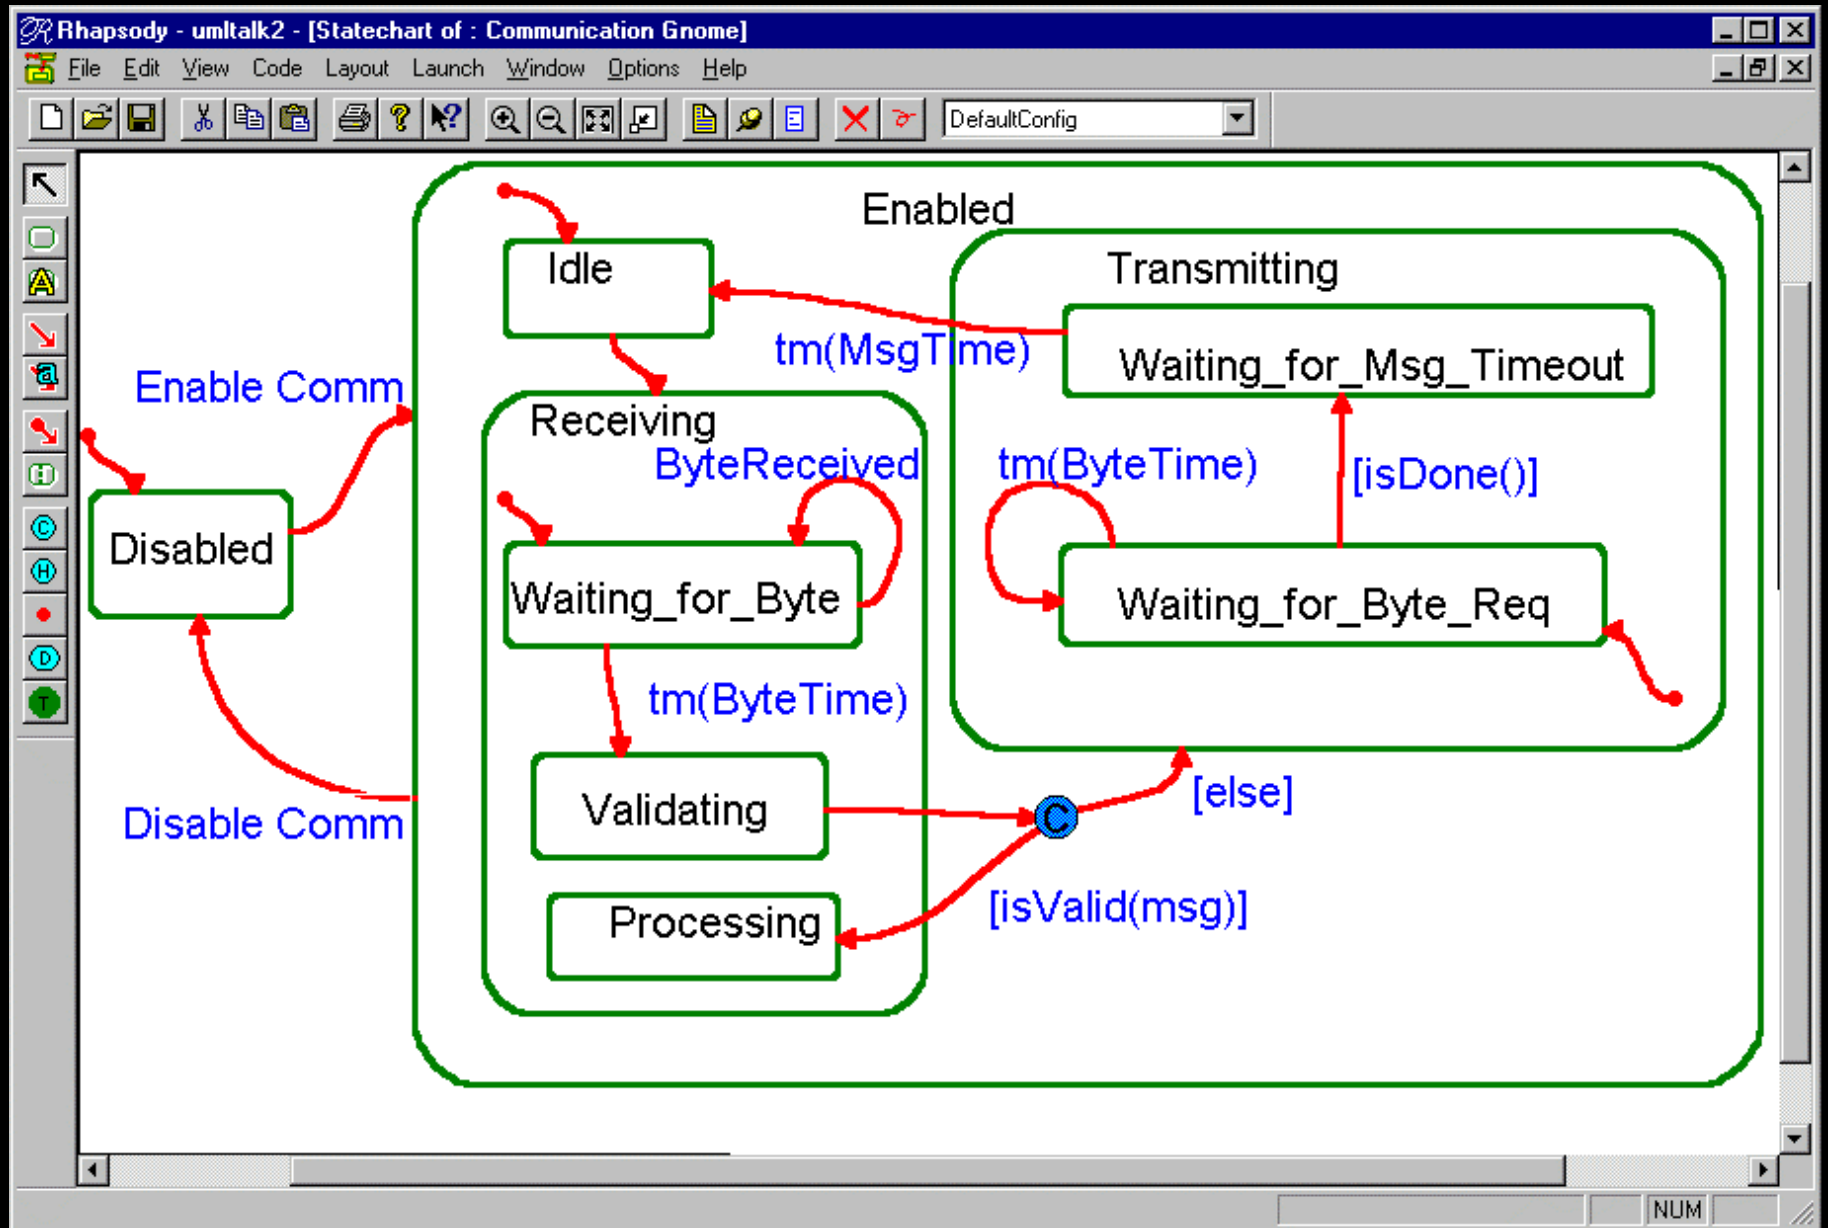 Rhapsody - umltalk2 - [Statechart of : Communication Gnome]
File Edit View Code Layout Launch Window Options Help
DefaultConfig
Enabled
Idle
Transmitting
tm(MsgTime)
Waiting_for_Msg_Timeout
Enable Comm
Receiving
ByteReceived
tm(ByteTime)
[isDone()]
Disabled
Waiting_for_Byte
Waiting_for_Byte_Req
tm(ByteTime)
[else]
Validating
C
Disable Comm
[isValid(msg)]
Processing
A
a
H
C
H
D
T
NUM